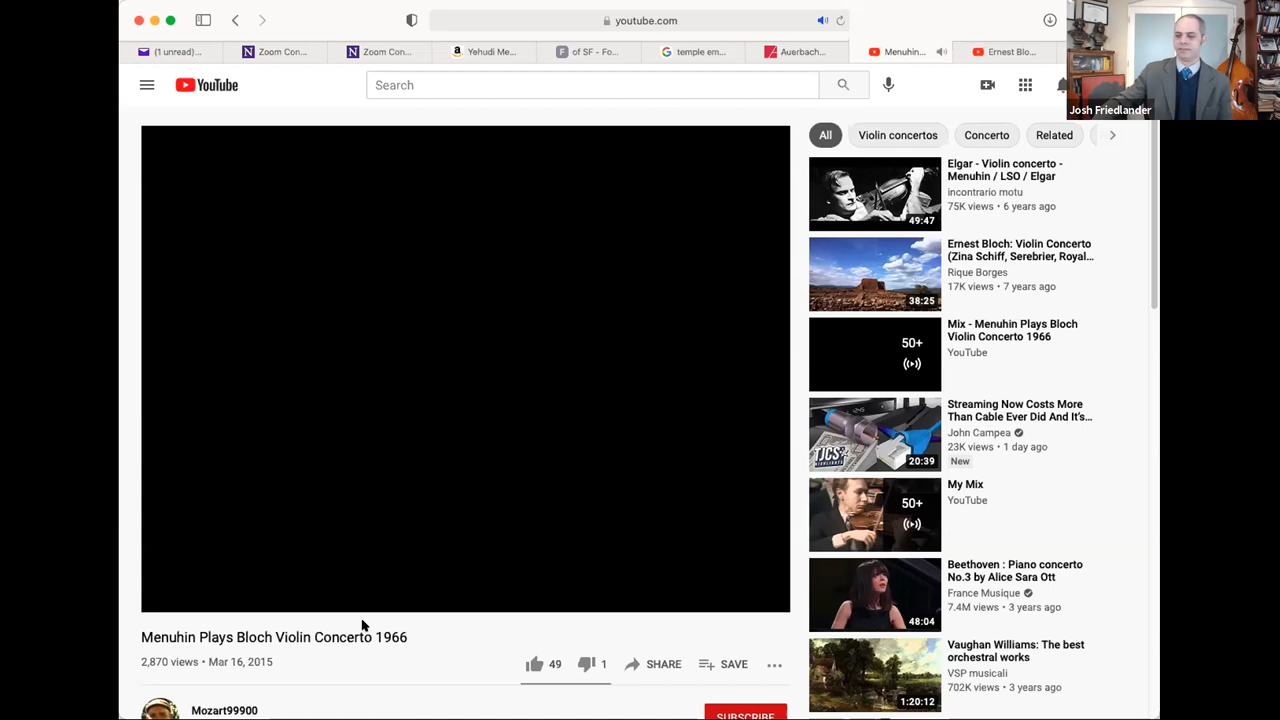 youtube.com
(1 unread)...
Zoom Con...
Zoom Con...
Yehudi Me...
of SF - Fo...
temple em...
Auerbach...
Menuhin...
Ernest Blo...
YouTube
Search
Josh Friedlander
All
Violin concertos
Concerto
Related
Elgar - Violin concerto -
Menuhin / LSO / Elgar
incontrario motu
75K views • 6 years ago
49:47
Ernest Bloch: Violin Concerto
(Zina Schiff, Serebrier, Royal...
Rique Borges
17K views • 7 years ago
38:25
Mix - Menuhin Plays Bloch
Violin Concerto 1966
YouTube
50+
Streaming Now Costs More
Than Cable Ever Did And It's...
John Campea
23K views • 1 day ago
New
TJCS
20:39
My Mix
YouTube
50+
Beethoven : Piano concerto
No.3 by Alice Sara Ott
France Musique
7.4M views • 3 years ago
48:04
Vaughan Williams: The best
orchestral works
VSP musicali
702K views • 3 years ago
1:20:12
Menuhin Plays Bloch Violin Concerto 1966
2,870 views • Mar 16, 2015
49
1
SHARE
SAVE
Mozart99900
SUBSCRIBE